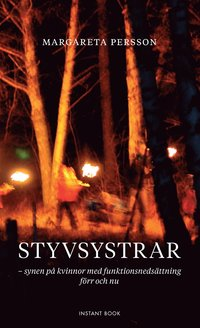 MARGARETA PERSSON
STYVSYSTRAR
– synen på kvinnor med funktionsnedsättning
förr och nu
INSTANT BOOK